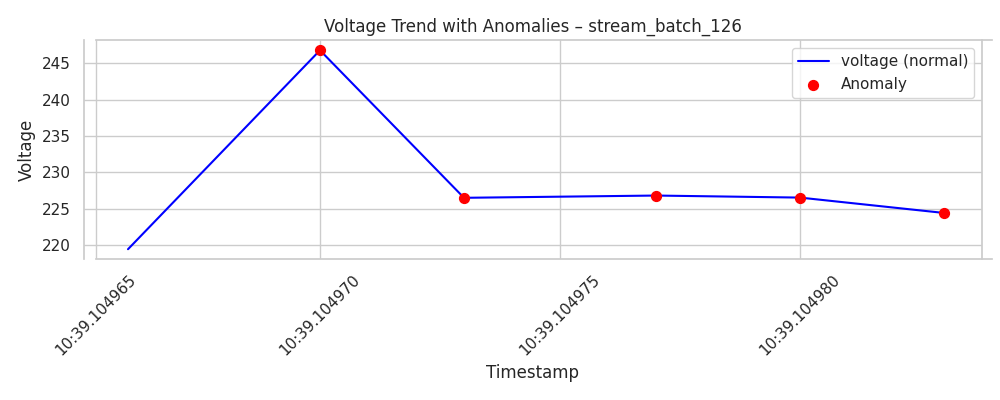 Voltage Trend with Anomalies – stream_batch_126
voltage (normal)
Anomaly
Voltage
245
240
235
230
225
220
10:39.104965
10:39.104970
10:39.104975
10:39.104980
Timestamp